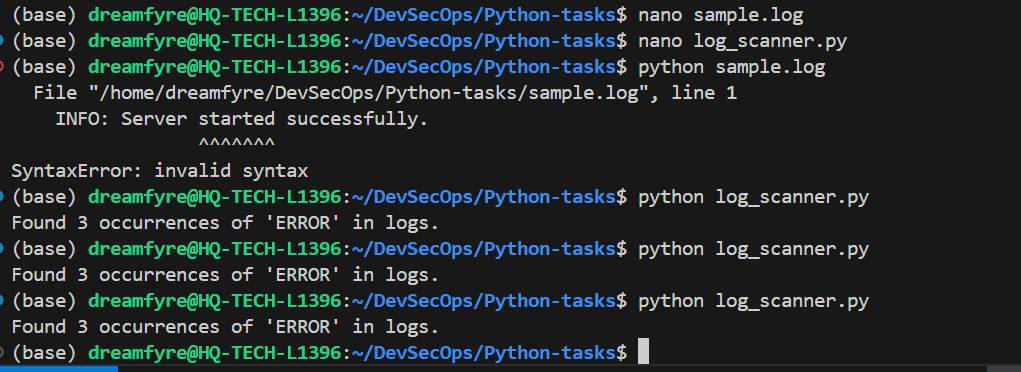 (base) dreamfyre@HQ-TECH-L1396:~/DevSecOps/Python-tasks$ nano sample.log
(base) dreamfyre@HQ-TECH-L1396:~/DevSecOps/Python-tasks$ nano log_scanner.py
(base) dreamfyre@HQ-TECH-L1396:~/DevSecOps/Python-tasks$ python sample.log
  File "/home/dreamfyre/DevSecOps/Python-tasks/sample.log", line 1
    INFO: Server started successfully.
                 ^^^^^^^
SyntaxError: invalid syntax
(base) dreamfyre@HQ-TECH-L1396:~/DevSecOps/Python-tasks$ python log_scanner.py
Found 3 occurrences of 'ERROR' in logs.
(base) dreamfyre@HQ-TECH-L1396:~/DevSecOps/Python-tasks$ python log_scanner.py
Found 3 occurrences of 'ERROR' in logs.
(base) dreamfyre@HQ-TECH-L1396:~/DevSecOps/Python-tasks$ python log_scanner.py
Found 3 occurrences of 'ERROR' in logs.
(base) dreamfyre@HQ-TECH-L1396:~/DevSecOps/Python-tasks$